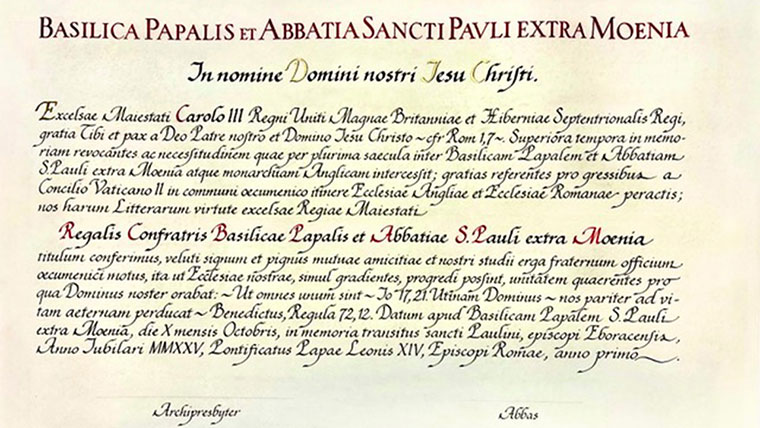 BASILICA PAPALIS ET ABBATIA SANCTI PAVLI EXTRA MOENIA
In nomine Domini nostri Iesu Christi.
Excelsae Maiestati Carolo III Regni Uniti Magnae Britanniae et Hiberniae Septentrionalis Regi,
gratia Tibi et pax a Deo Patre nostro et Domino Iesu Christo ~ cfr Rom 1,7 ~. Superiora tempora in memo-
riam revocantes ac necessitudinem quae per plurima saecula inter Basilicam Papalem et Abbatiam
S. Pauli extra Moenia atque monarchiam Anglicam intercessit; gratias referentes pro gressibus a
Concilio Vaticano II in communi œcumenico itinere Ecclesiæ Angliae et Ecclesiae Romanae peractis;
nos harum Litterarum virtute excelsae Regiae Maiestati
Regalis Confratris Basilicae Papalis et Abbatiae S. Pauli extra Moenia
titulum conferimus, veluti signum et pignus mutuae amicitiae et nostri studii erga fraternum officium
œcumenici motus, ita ut Ecclesiae nostrae, simul gradientes, progredi possint, unitatem quaerentes pro
qua Dominus noster orabat: ~ Ut omnes unum sint ~ Io 17, 21. Utinam Dominus ~ nos pariter ad vi-
tam aeternam perducat ~ Benedictus, Regula 72, 12. Datum apud Basilicam Papalem S. Pauli
extra Moenia, die X mensis Octobris, in memoria transitus sancti Paulini, episcopi Eboracensis,
Anno Iubilari MMXXV, Pontificatus Papae Leonis XIV, Episcopi Romae, anno primo.
Archipresbyter Abbas